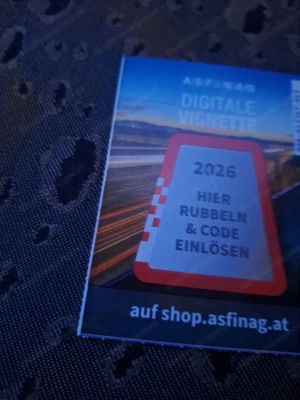 ASFINAG
DIGITALE
VIGNETTE
2026
HIER
RUBBELN
& CODE
EINLÖSEN
auf shop.asfinag.at